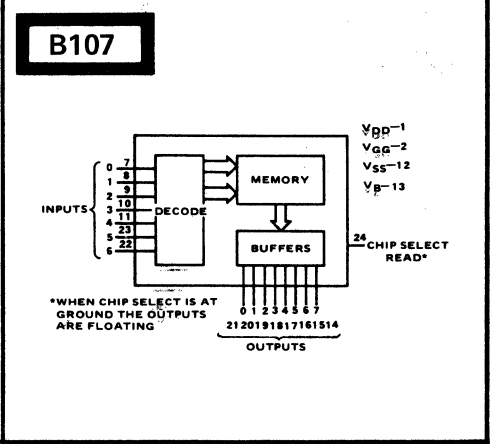 B107
VDD-1
VGG-2
VSS-12
VB-13
INPUTS
0 7
1 8
2 9
3 10
4 11
5 23
6 22
DECODE
MEMORY
BUFFERS
24
CHIP SELECT
READ*
*WHEN CHIP SELECT IS AT
GROUND THE OUTPUTS
ARE FLOATING
0 1 2 3 4 5 6 7
21 20 19 18 17 16 15 14
OUTPUTS